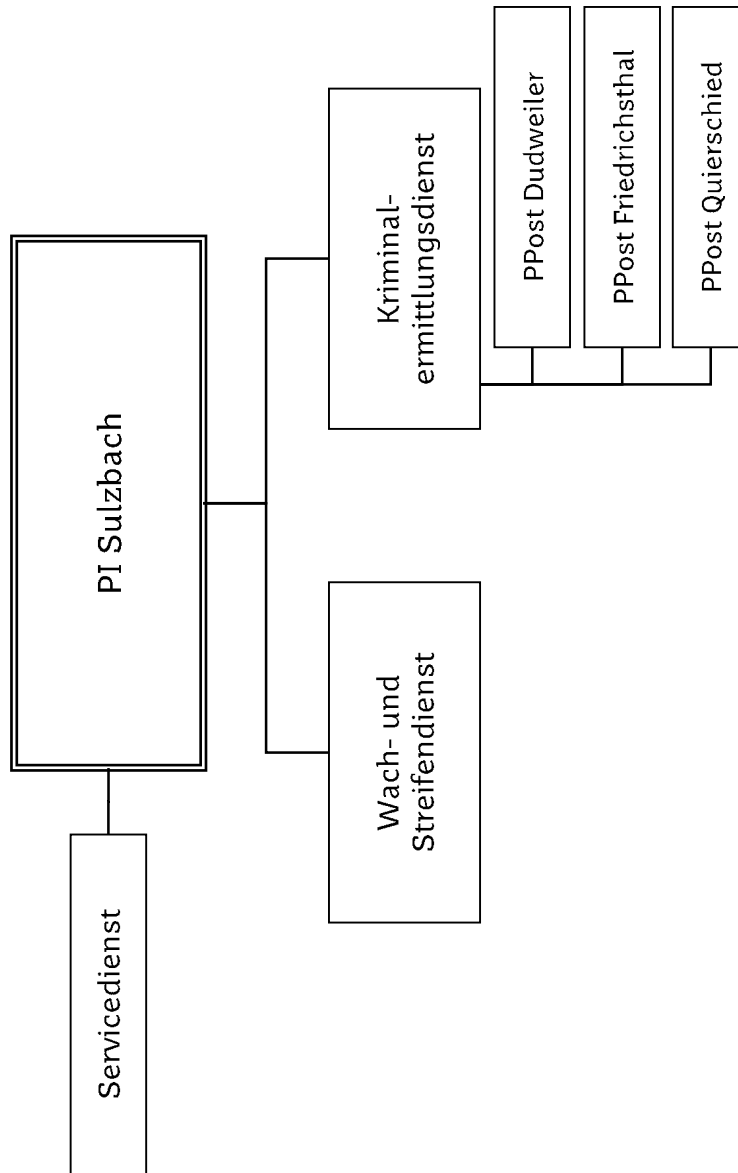 PI Sulzbach
Servicedienst
Wach- und
Streifendienst
Kriminal-
ermittlungsdienst
PPost Dudweiler
PPost Friedrichsthal
PPost Quierschied